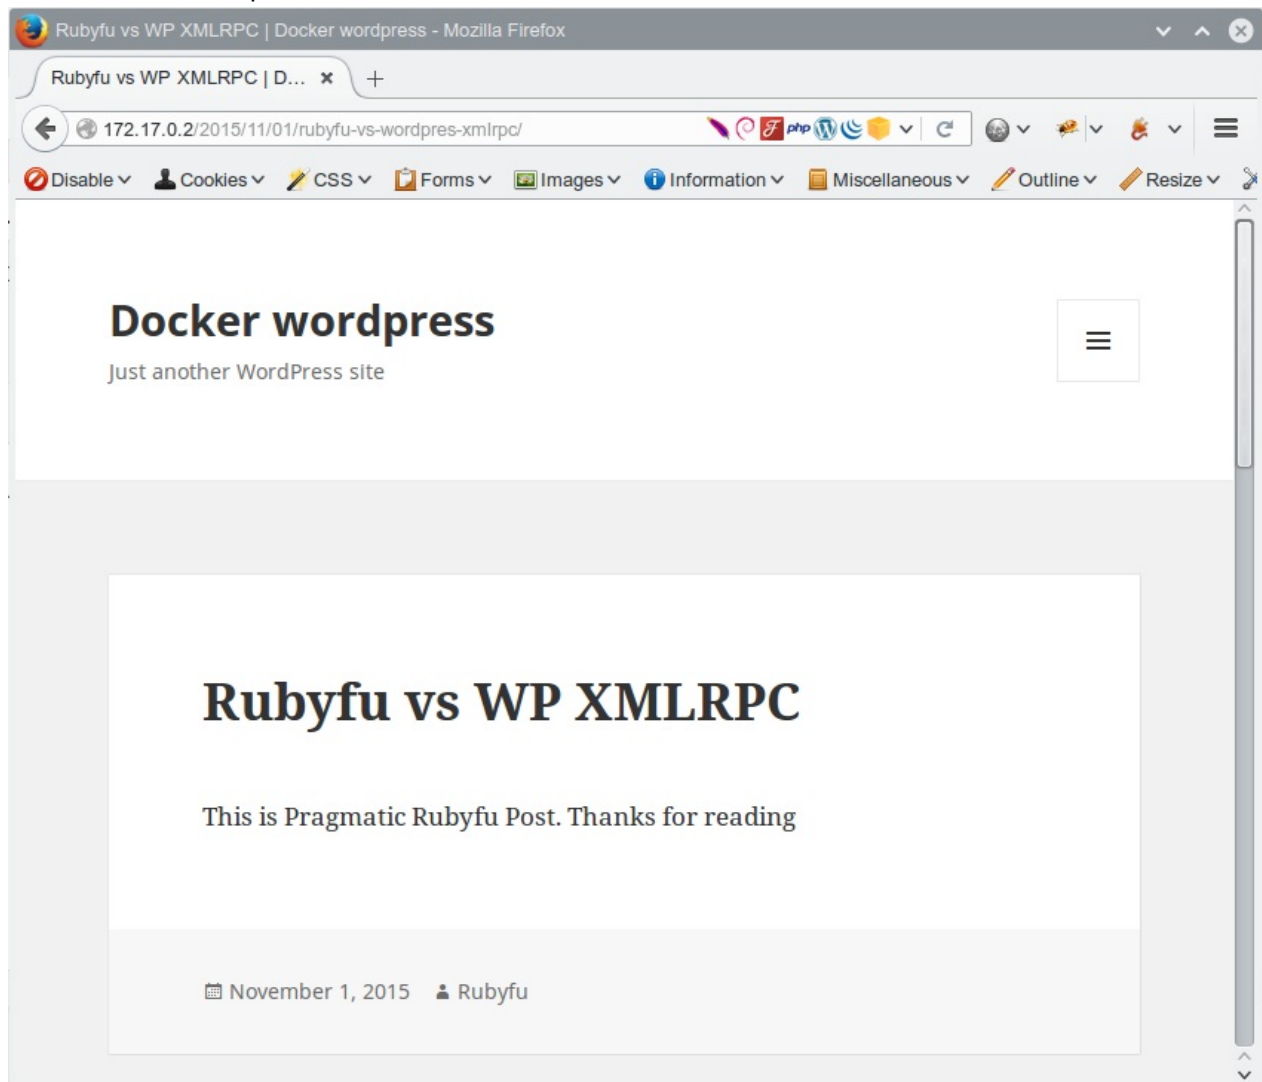 Rubyfu vs WP XMLRPC | Docker wordpress - Mozilla Firefox
Rubyfu vs WP XMLRPC | D...
172.17.0.2/2015/11/01/rubyfu-vs-wordpres-xmlrpc/ php
Disable Cookies CSS Forms Images Information Miscellaneous Outline Resize
Docker wordpress
Just another WordPress site
Rubyfu vs WP XMLRPC
This is Pragmatic Rubyfu Post. Thanks for reading
November 1, 2015 Rubyfu